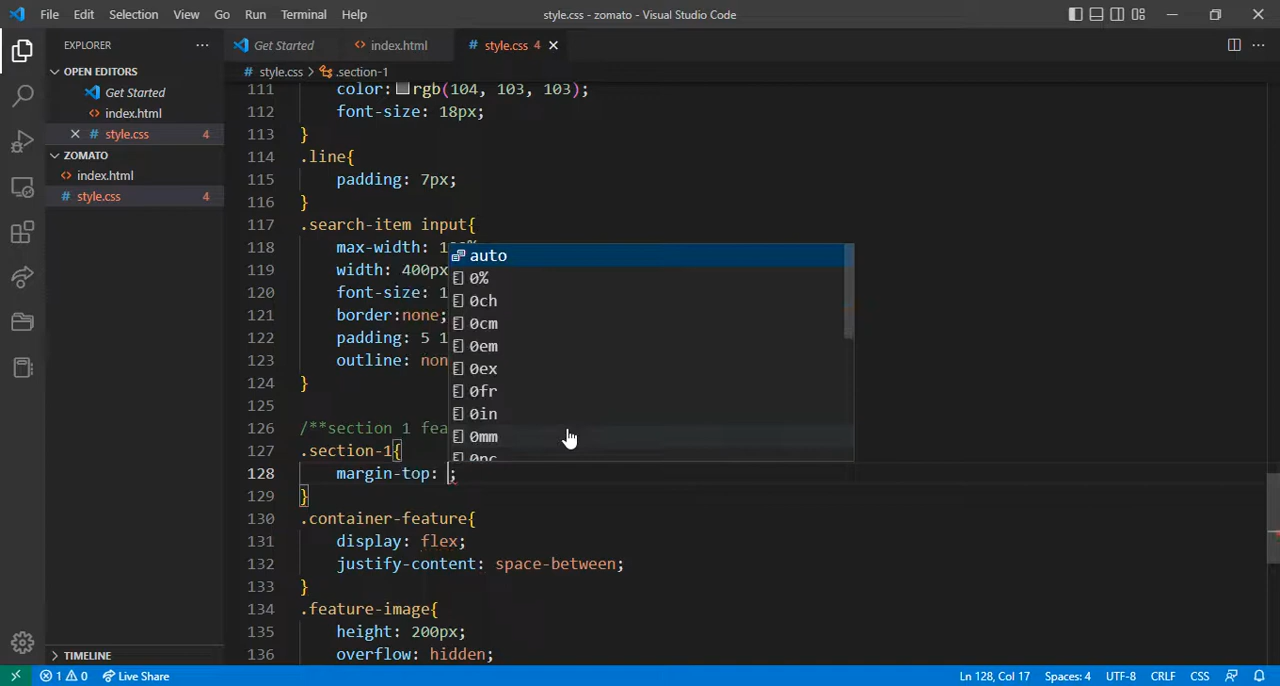 File Edit Selection View Go Run Terminal Help
style.css - zomato - Visual Studio Code
EXPLORER
Get Started
index.html
style.css 4
OPEN EDITORS
Get Started
index.html
style.css 4
ZOMATO
index.html
style.css 4
TIMELINE
style.css > .section-1
111 color: rgb(104, 103, 103);
112 font-size: 18px;
113 }
114 .line{
115 padding: 7px;
116 }
117 .search-item input{
118 max-width:
119 width: 400px
120 font-size: 1
121 border:none;
122 padding: 5 1
123 outline: non
124 }
125
126 /**section 1 fea
127 .section-1{
128 margin-top: ;
129 }
130 .container-feature{
131 display: flex;
132 justify-content: space-between;
133 }
134 .feature-image{
135 height: 200px;
136 overflow: hidden;
auto
0%
0ch
0cm
0em
0ex
0fr
0in
0mm
0pc
1 0
Live Share
Ln 128, Col 17
Spaces: 4
UTF-8
CRLF
CSS